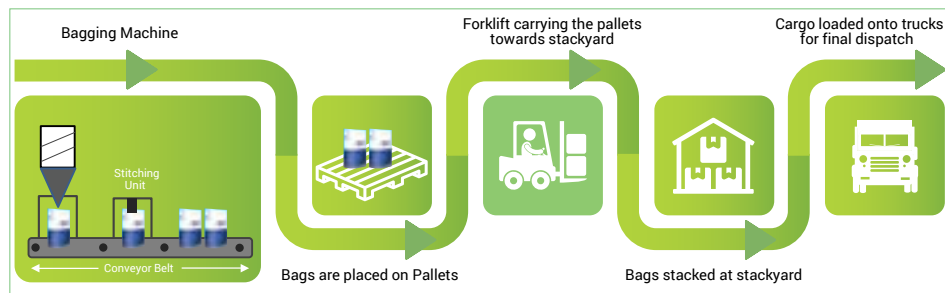 Bagging Machine
Forklift carrying the pallets
towards stackyard
Cargo loaded onto trucks
for final dispatch
Stitching
Unit
Conveyor Belt
Bags are placed on Pallets
Bags stacked at stackyard